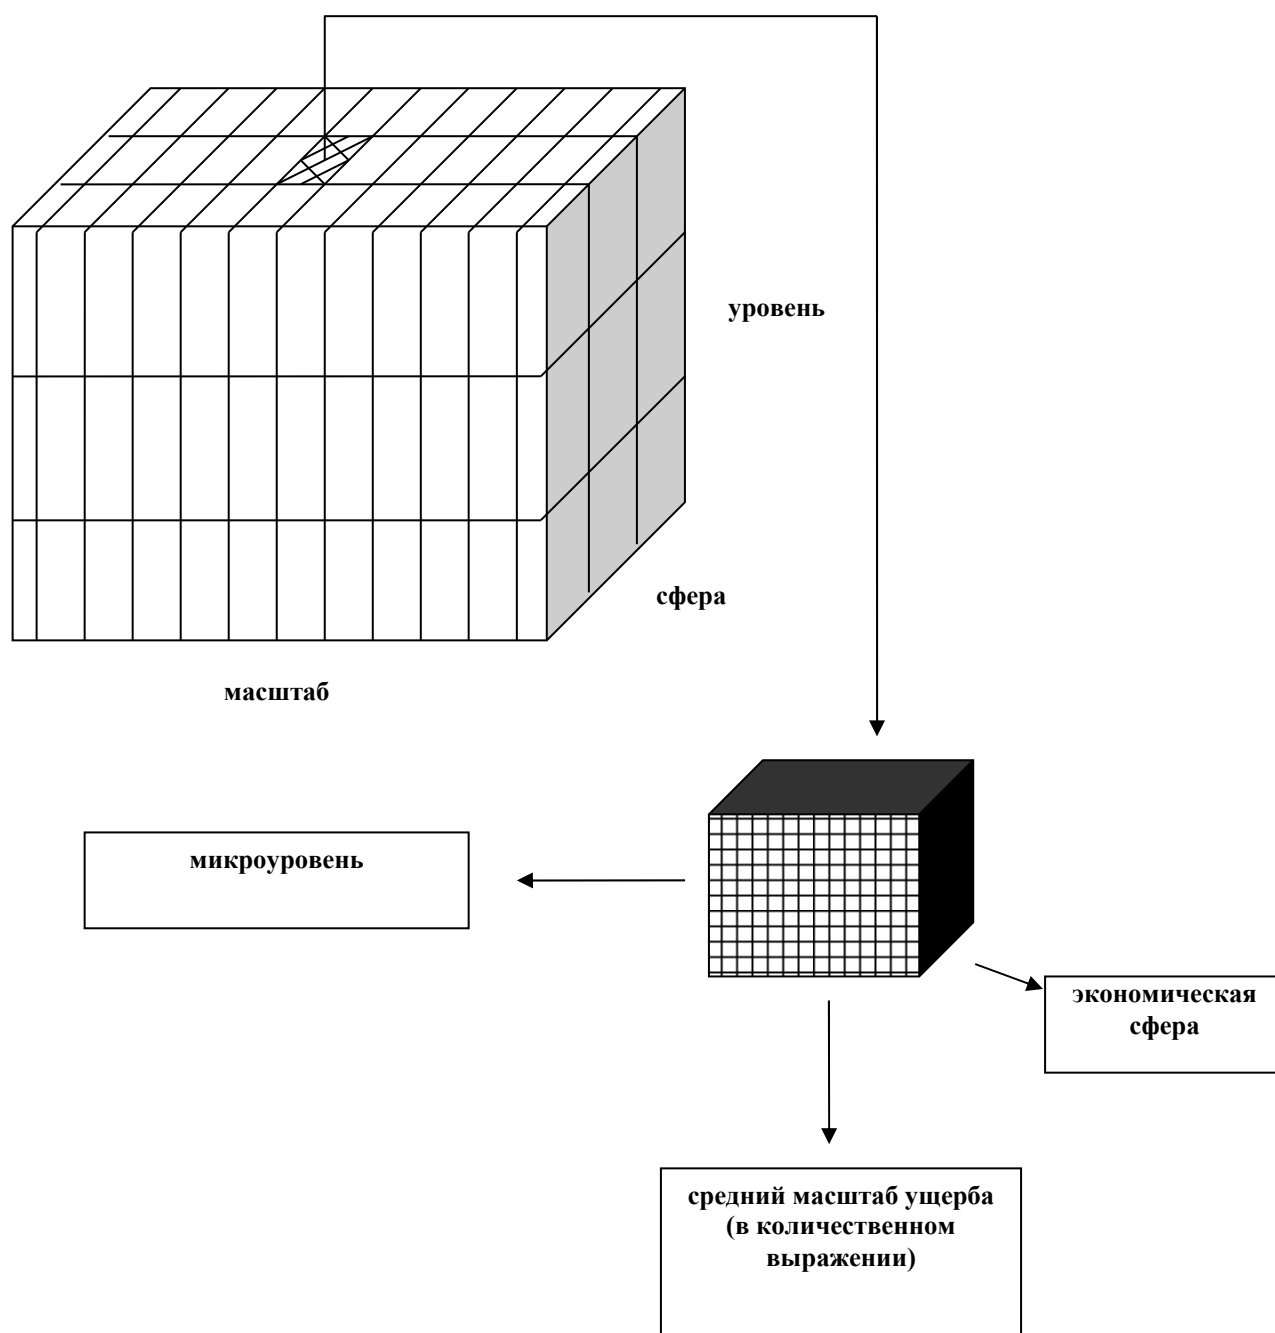 уровень
сфера
масштаб
микроуровень
экономическая
сфера
средний масштаб ущерба
(в количественном
выражении)